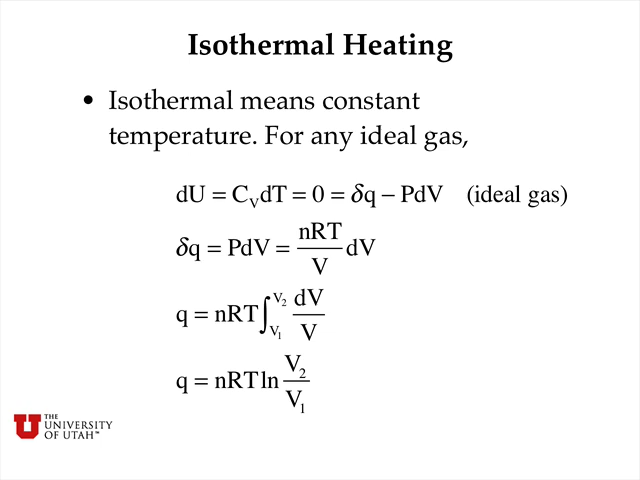 Isothermal Heating
• Isothermal means constant
temperature. For any ideal gas,
dU = C_V dT = 0 = δq – PdV (ideal gas)
δq = PdV = nRT/V dV
q = nRT ∫_{V₁}^{V₂} dV/V
q = nRT ln V₂/V₁
THE
UNIVERSITY
OF UTAH™